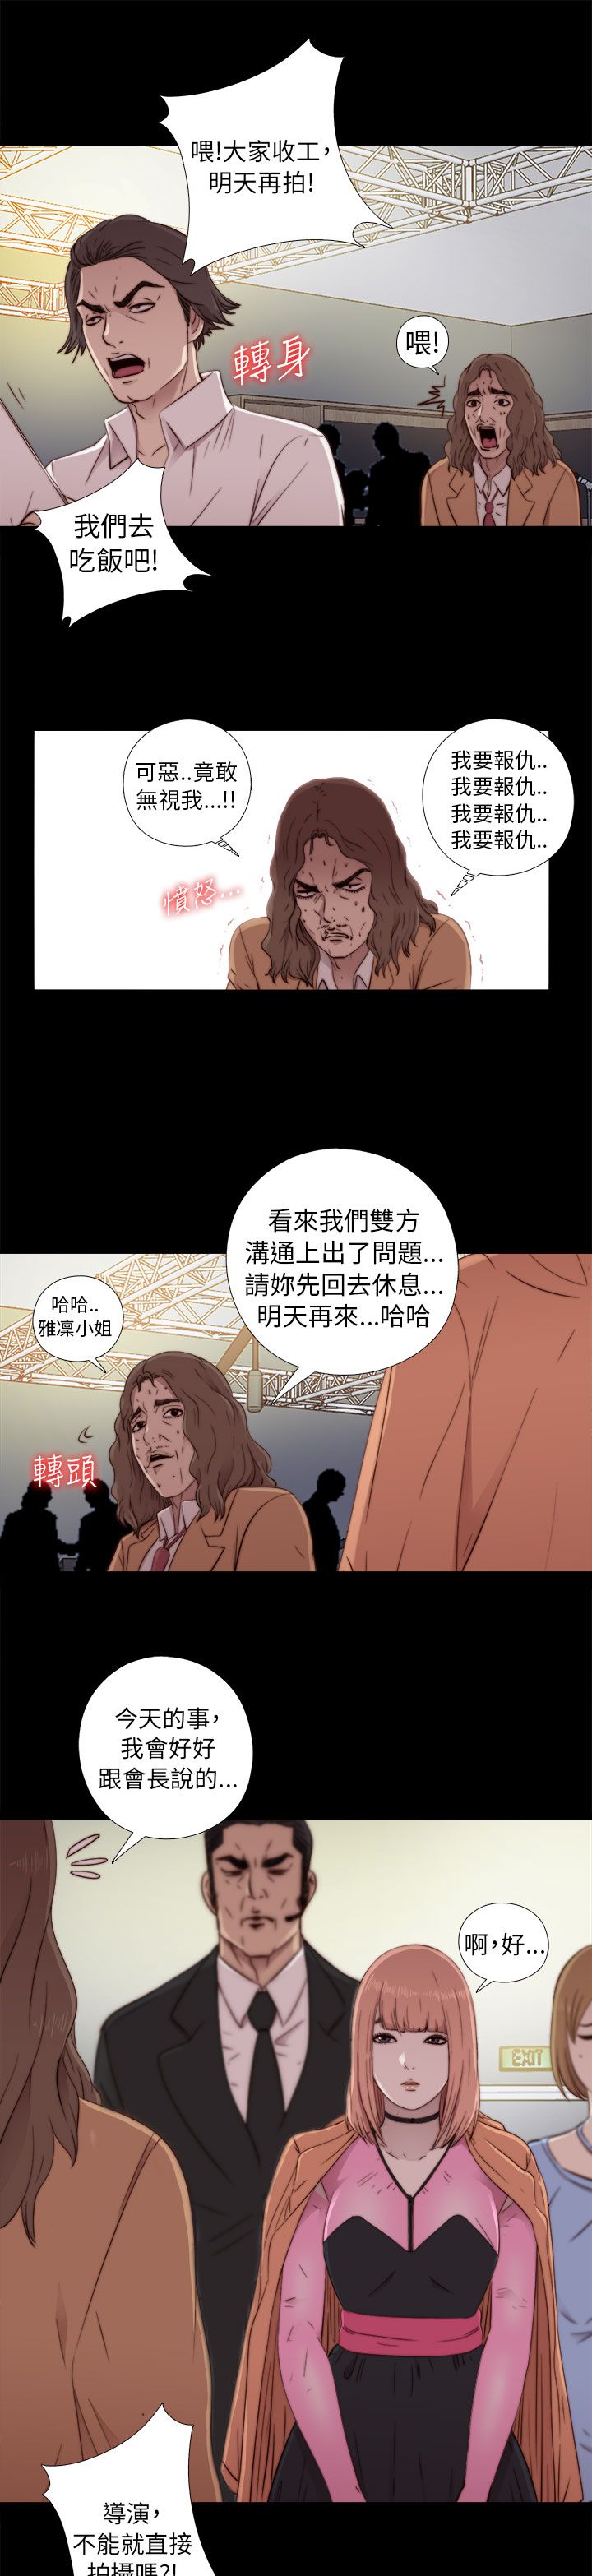 喂!大家收工,
明天再拍!
轉身
喂!
我們去
吃飯吧!
可惡..竟敢
無視我...!!
我要報仇..
我要報仇..
我要報仇..
我要報仇..
憤怒...
看來我們雙方
溝通上出了問題...
請妳先回去休息...
明天再來...哈哈
哈哈..
雅凜小姐
轉頭
今天的事,
我會好好
跟會長說的...
啊,好...
EXIT
導演,
不能就直接
拍攝嗎?!